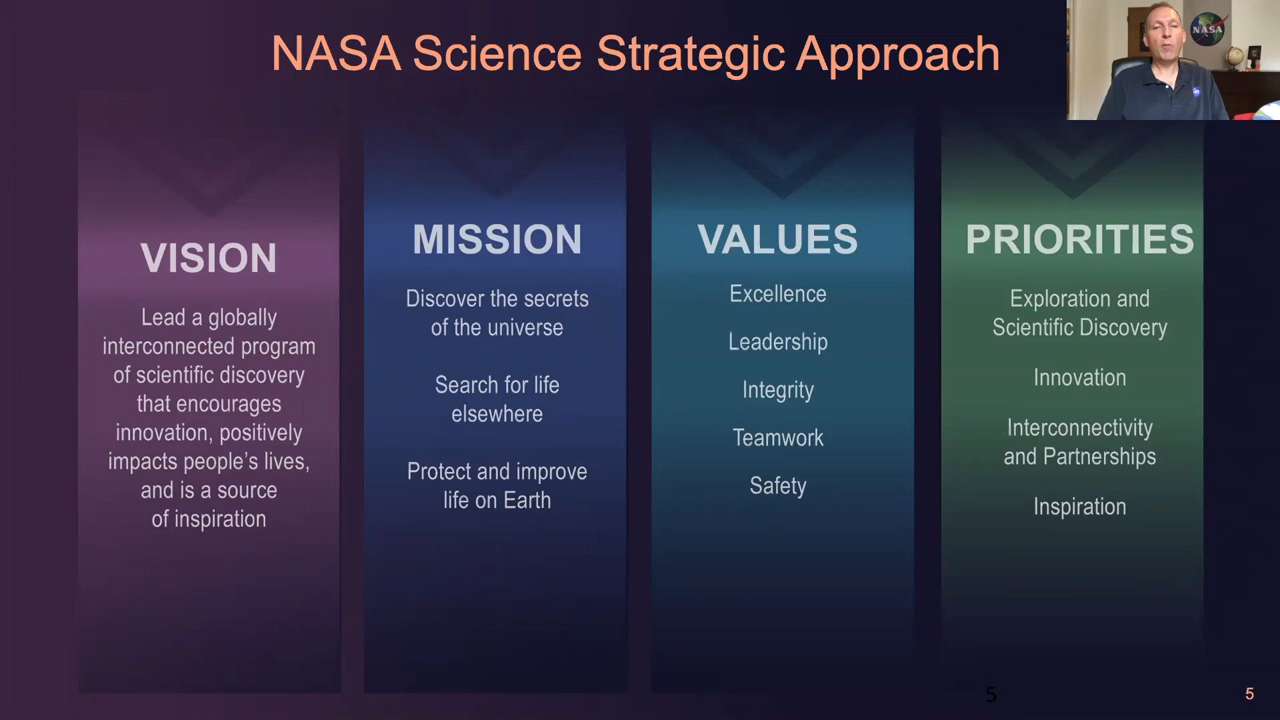 NASA Science Strategic Approach
NASA
VISION
Lead a globally
interconnected program
of scientific discovery
that encourages
innovation, positively
impacts people’s lives,
and is a source
of inspiration
MISSION
Discover the secrets
of the universe
Search for life
elsewhere
Protect and improve
life on Earth
VALUES
Excellence
Leadership
Integrity
Teamwork
Safety
PRIORITIES
Exploration and
Scientific Discovery
Innovation
Interconnectivity
and Partnerships
Inspiration
5
5